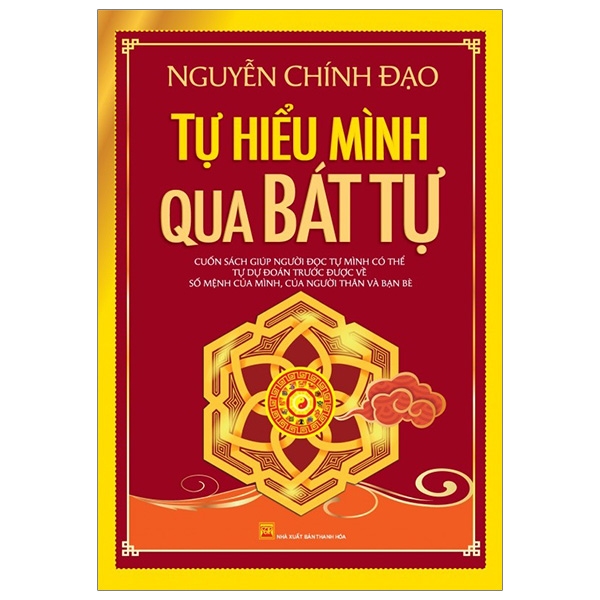 NGUYỄN CHÍNH ĐẠO
TỰ HIỂU MÌNH
QUA BÁT TỰ
CUỐN SÁCH GIÚP NGƯỜI ĐỌC TỰ MÌNH CÓ THỂ
TỰ DỰ ĐOÁN TRƯỚC ĐƯỢC VỀ
SỐ MỆNH CỦA MÌNH, CỦA NGƯỜI THÂN VÀ BẠN BÈ
NHÀ XUẤT BẢN THANH HÓA